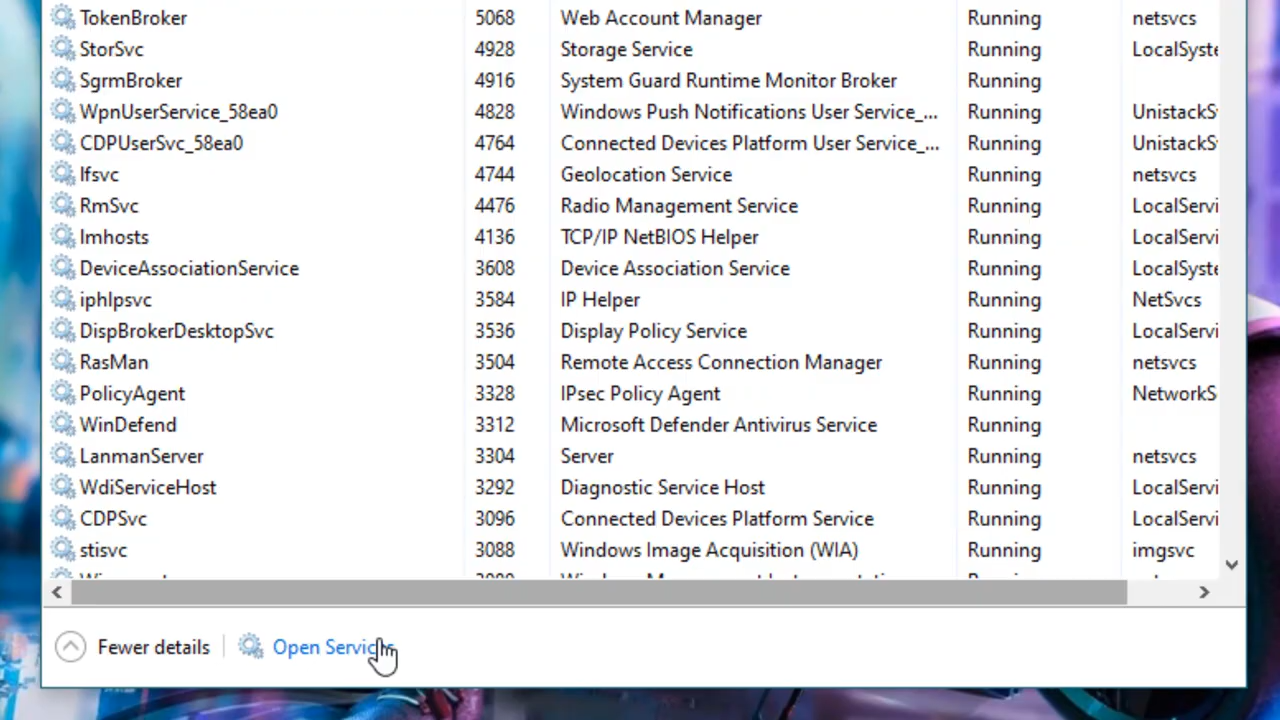 TokenBroker 5068 Web Account Manager Running netsvcs
StorSvc 4928 Storage Service Running LocalSyste
SgrmBroker 4916 System Guard Runtime Monitor Broker Running
WpnUserService_58ea0 4828 Windows Push Notifications User Service_... Running UnistackS
CDPUserSvc_58ea0 4764 Connected Devices Platform User Service_... Running UnistackS
lfsvc 4744 Geolocation Service Running netsvcs
RmSvc 4476 Radio Management Service Running LocalServi
lmhosts 4136 TCP/IP NetBIOS Helper Running LocalServi
DeviceAssociationService 3608 Device Association Service Running LocalSyste
iphlpsvc 3584 IP Helper Running NetSvcs
DispBrokerDesktopSvc 3536 Display Policy Service Running LocalServi
RasMan 3504 Remote Access Connection Manager Running netsvcs
PolicyAgent 3328 IPsec Policy Agent Running NetworkS
WinDefend 3312 Microsoft Defender Antivirus Service Running
LanmanServer 3304 Server Running netsvcs
WdiServiceHost 3292 Diagnostic Service Host Running LocalServi
CDPSvc 3096 Connected Devices Platform Service Running LocalServi
stisvc 3088 Windows Image Acquisition (WIA) Running imgsvc
Fewer details Open Services